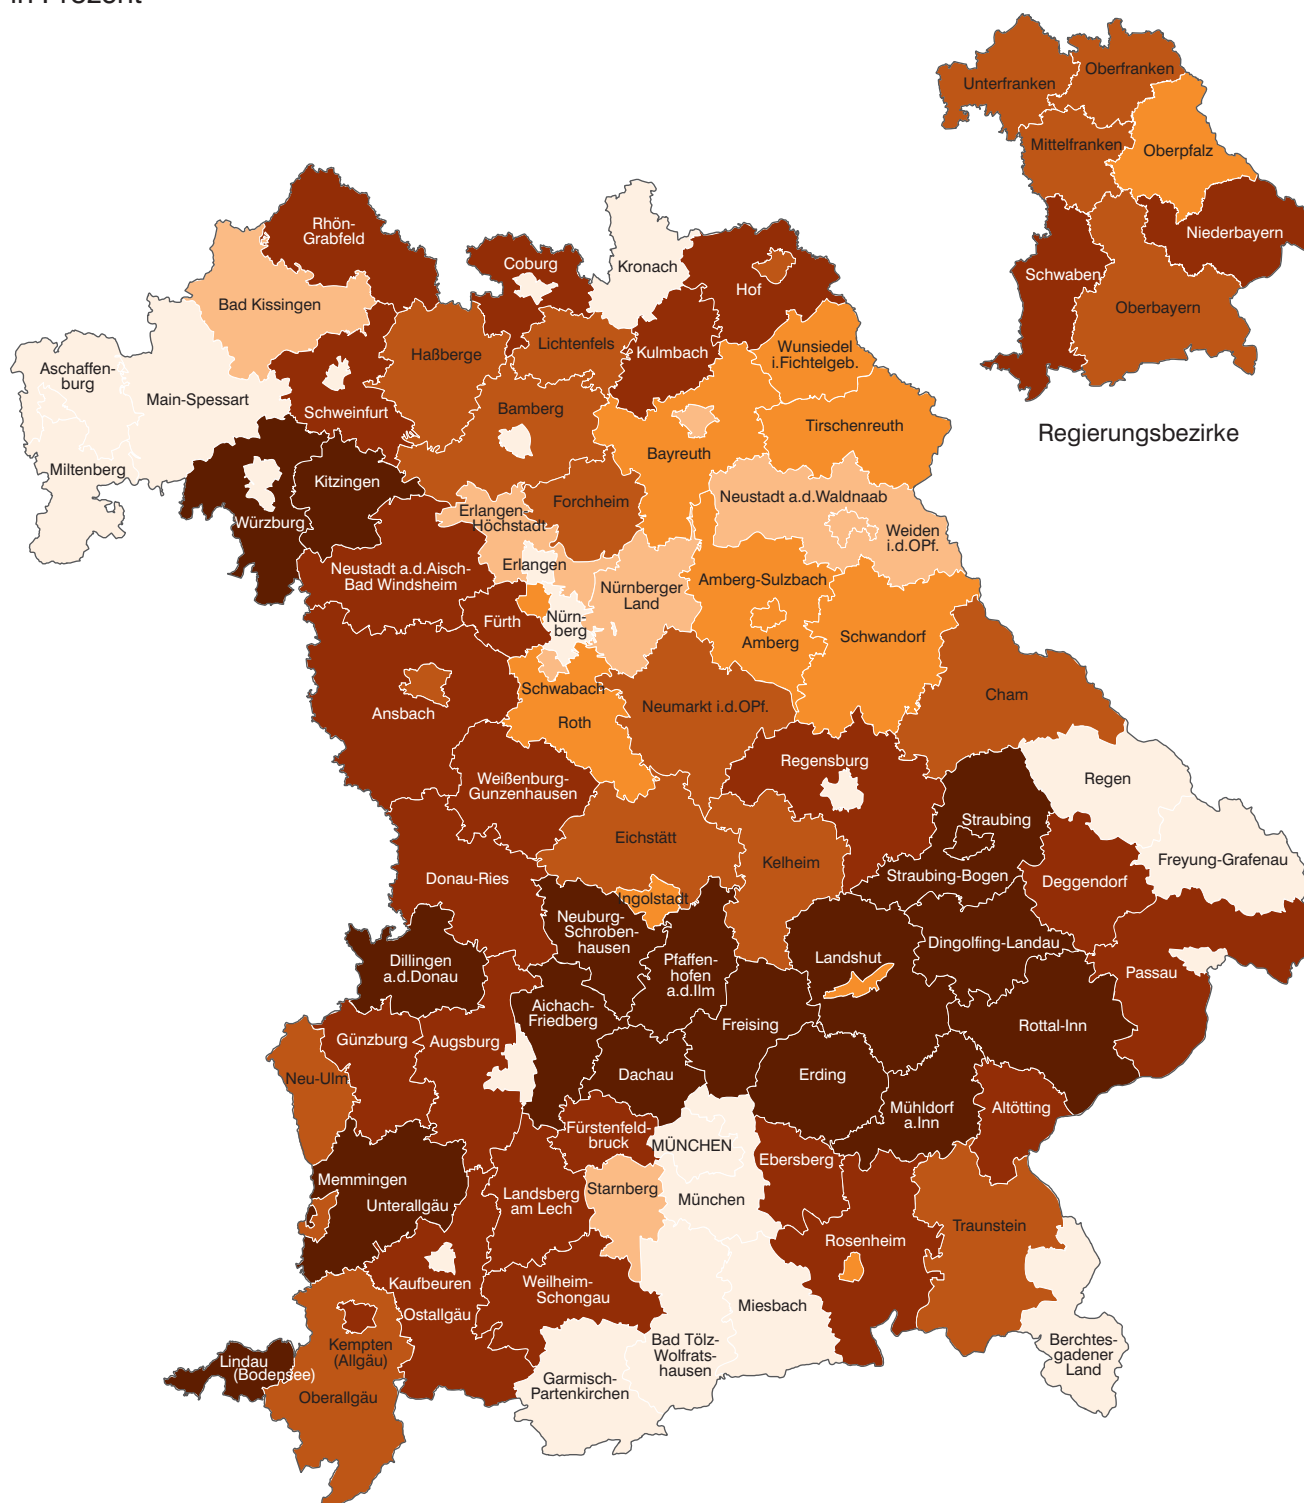 in Prozent
Unterfranken
Oberfranken
Mittelfranken
Oberpfalz
Niederbayern
Schwaben
Oberbayern
Regierungsbezirke
Rhön-
Grabfeld
Coburg
Kronach
Hof
Bad Kissingen
Lichtenfels
Haßberge
Kulmbach
Wunsiedel
i.Fichtelgeb.
Aschaffen-
burg
Main-Spessart
Schweinfurt
Bamberg
Tirschenreuth
Bayreuth
Miltenberg
Kitzingen
Forchheim
Neustadt a.d.Waldnaab
Würzburg
Erlangen-
Höchstadt
Weiden
i.d.OPf.
Erlangen
Neustadt a.d.Aisch-
Bad Windsheim
Nürnberger
Land
Amberg-Sulzbach
Fürth
Nürn-
berg
Amberg
Schwandorf
Schwabach
Cham
Ansbach
Neumarkt i.d.OPf.
Roth
Regensburg
Weißenburg-
Gunzenhausen
Regen
Straubing
Eichstätt
Kelheim
Freyung-Grafenau
Straubing-Bogen
Deggendorf
Donau-Ries
Ingolstadt
Neuburg-
Schroben-
hausen
Dillingen
a.d.Donau
Pfaffen-
hofen
a.d.Ilm
Landshut
Dingolfing-Landau
Passau
Aichach-
Friedberg
Freising
Rottal-Inn
Günzburg
Augsburg
Neu-Ulm
Dachau
Erding
Mühldorf
a.Inn
Altötting
Fürstenfeld-
bruck
MÜNCHEN
Ebersberg
Memmingen
Unterallgäu
Landsberg
am Lech
Starnberg
München
Traunstein
Rosenheim
Kaufbeuren
Ostallgäu
Weilheim-
Schongau
Miesbach
Kempten
(Allgäu)
Bad Tölz-
Wolfrats-
hausen
Berchtes-
gadener
Land
Lindau
(Bodensee)
Garmisch-
Partenkirchen
Oberallgäu